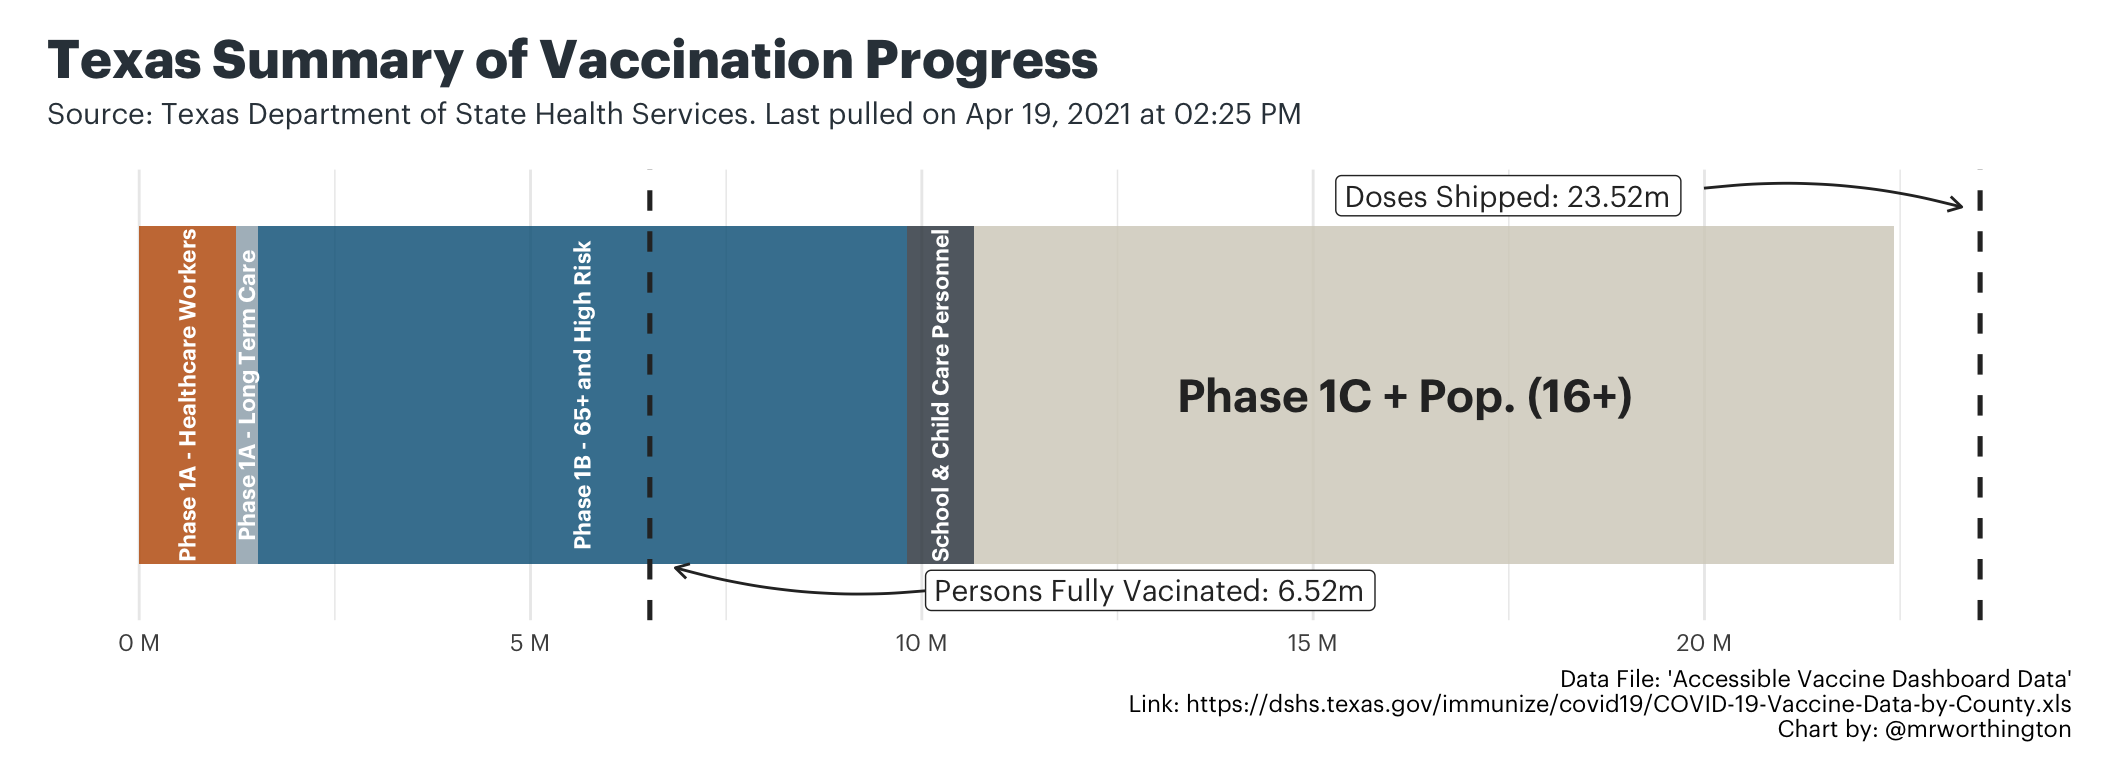 Texas Summary of Vaccination Progress
Source: Texas Department of State Health Services. Last pulled on Apr 19, 2021 at 02:25 PM
Doses Shipped: 23.52m
Phase 1A - Healthcare Workers
Phase 1A - Long Term Care
Phase 1B - 65+ and High Risk
School & Child Care Personnel
Phase 1C + Pop. (16+)
Persons Fully Vacinated: 6.52m
0 M 5 M 10 M 15 M 20 M
Data File: 'Accessible Vaccine Dashboard Data'
Link: https://dshs.texas.gov/immunize/covid19/COVID-19-Vaccine-Data-by-County.xls
Chart by: @mrworthington